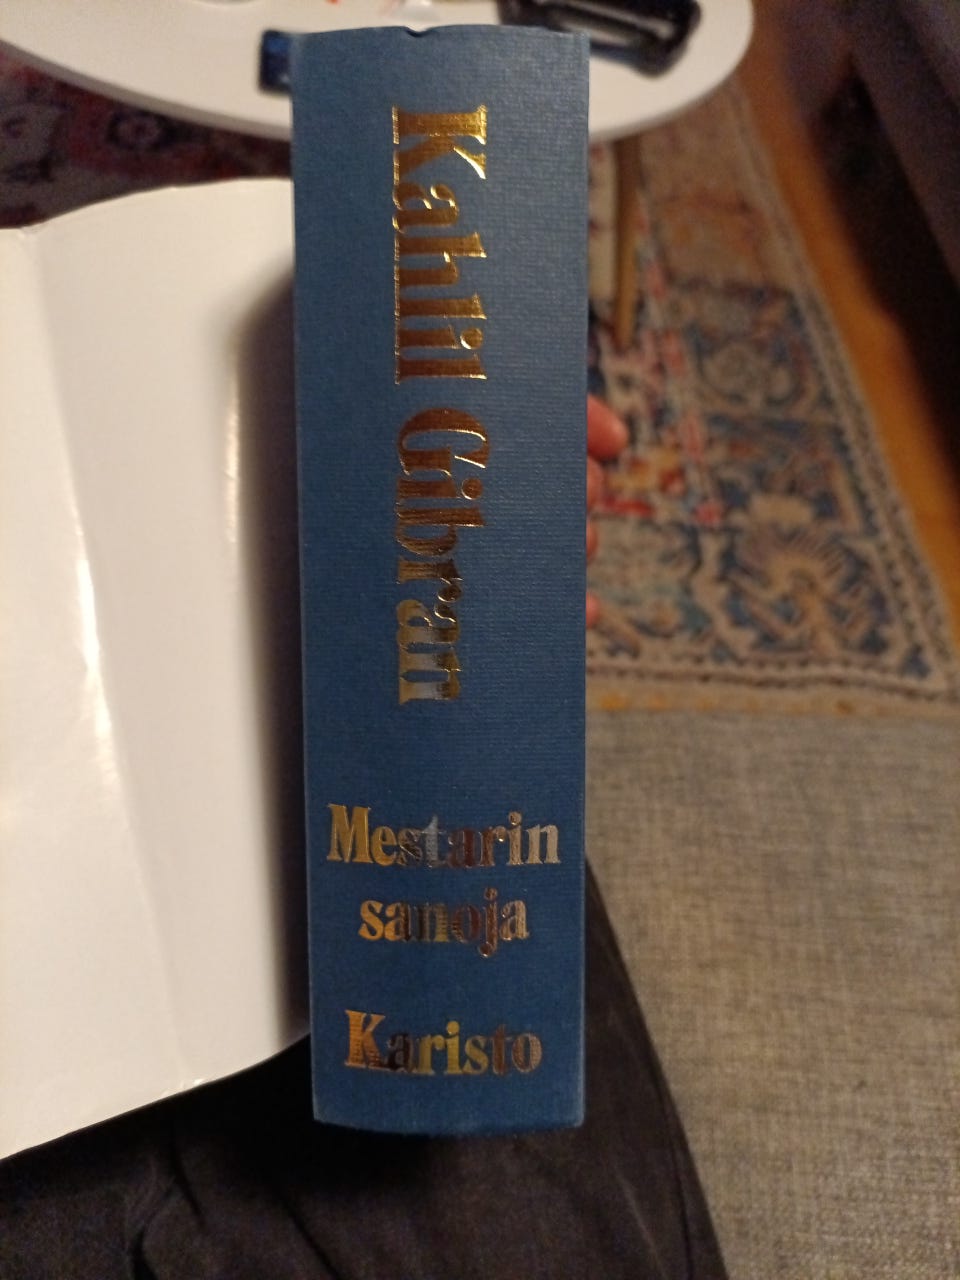 Kahlil Gibran
Mestarin
sanoja
Karisto